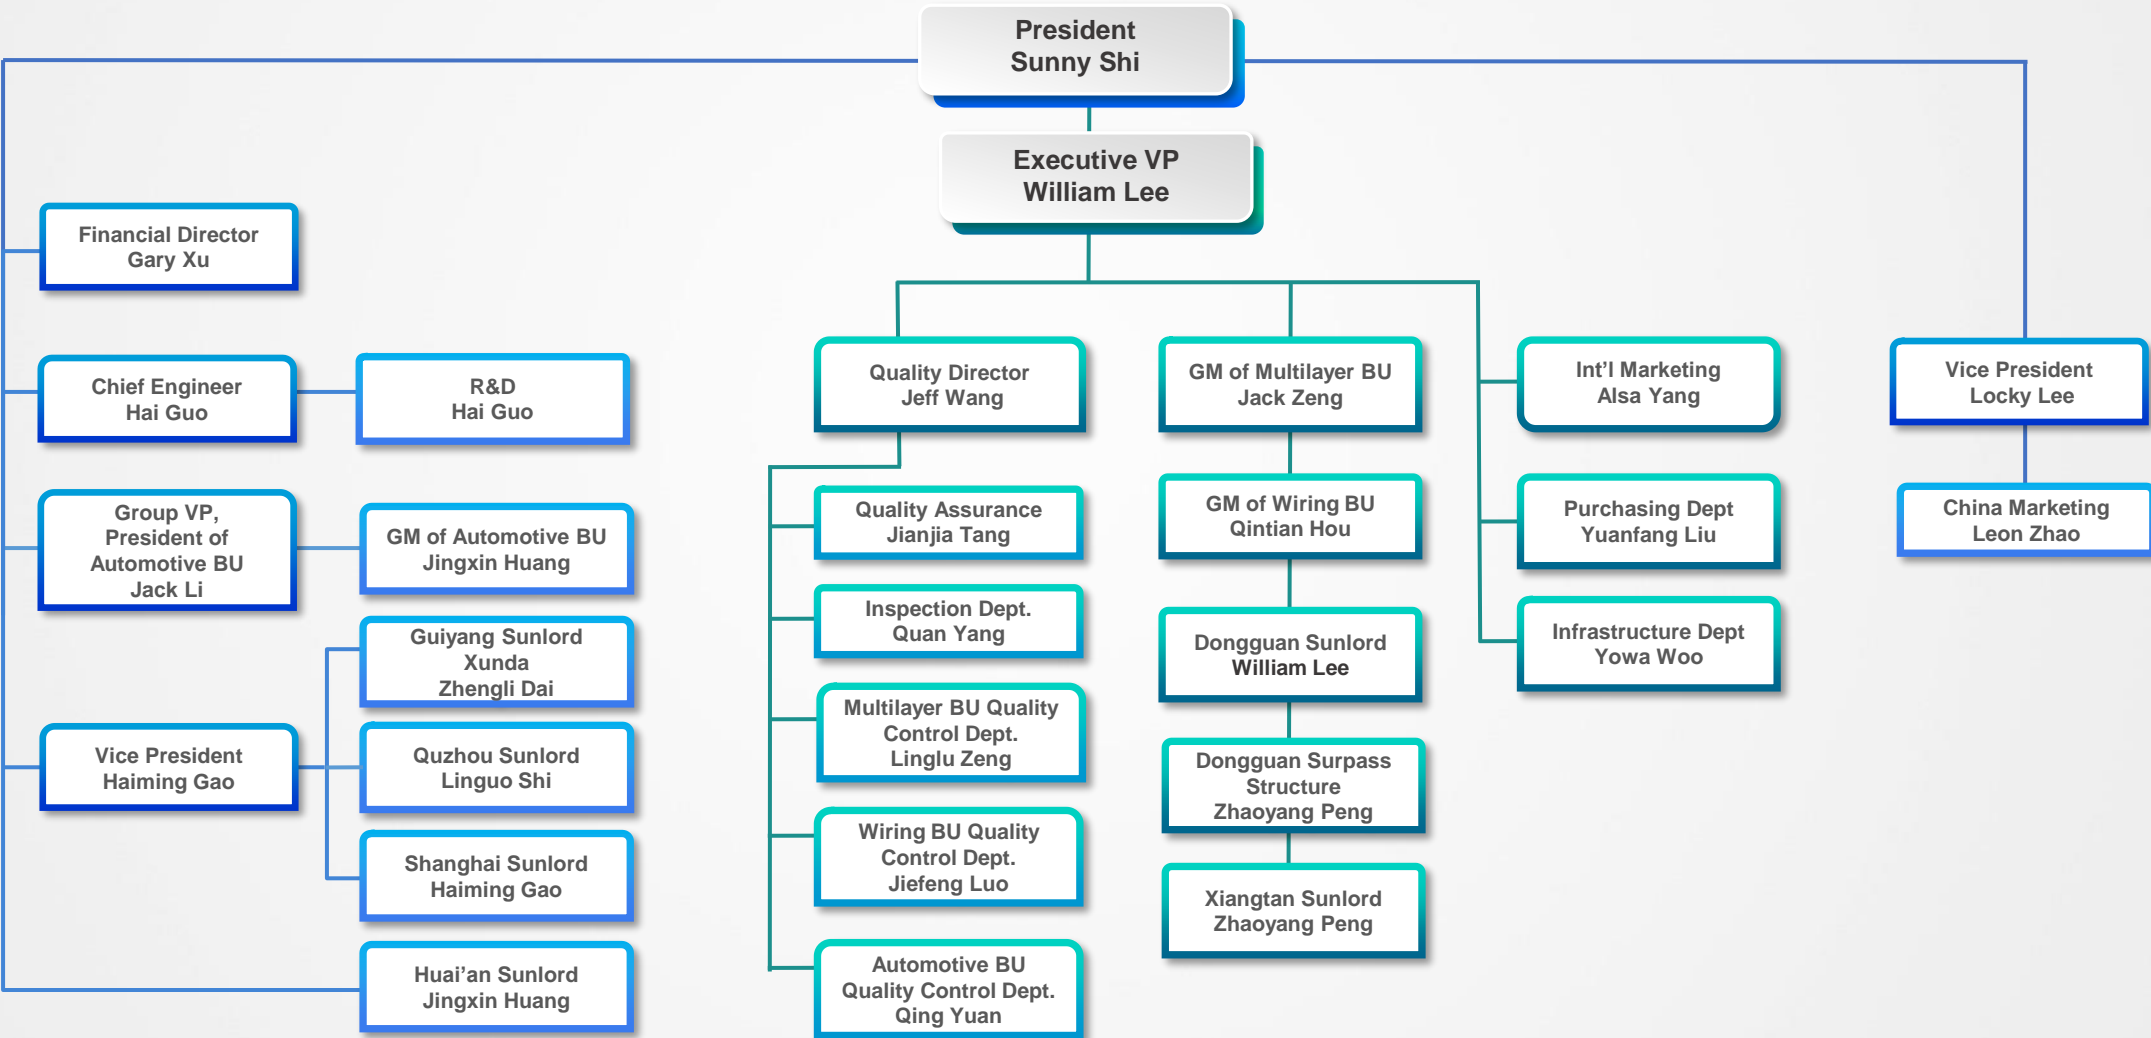 President
Sunny Shi
Executive VP
William Lee
Financial Director
Gary Xu
Chief Engineer
Hai Guo
R&D
Hai Guo
Group VP,
President of
Automotive BU
Jack Li
GM of Automotive BU
Jingxin Huang
Guiyang Sunlord
Xunda
Zhengli Dai
Vice President
Haiming Gao
Quzhou Sunlord
Linguo Shi
Shanghai Sunlord
Haiming Gao
Huai’an Sunlord
Jingxin Huang
Quality Director
Jeff Wang
Quality Assurance
Jianjia Tang
Inspection Dept.
Quan Yang
Multilayer BU Quality
Control Dept.
Linglu Zeng
Wiring BU Quality
Control Dept.
Jiefeng Luo
Automotive BU
Quality Control Dept.
Qing Yuan
GM of Multilayer BU
Jack Zeng
GM of Wiring BU
Qintian Hou
Dongguan Sunlord
William Lee
Dongguan Surpass
Structure
Zhaoyang Peng
Xiangtan Sunlord
Zhaoyang Peng
Int’l Marketing
Alsa Yang
Purchasing Dept
Yuanfang Liu
Infrastructure Dept
Yowa Woo
Vice President
Locky Lee
China Marketing
Leon Zhao